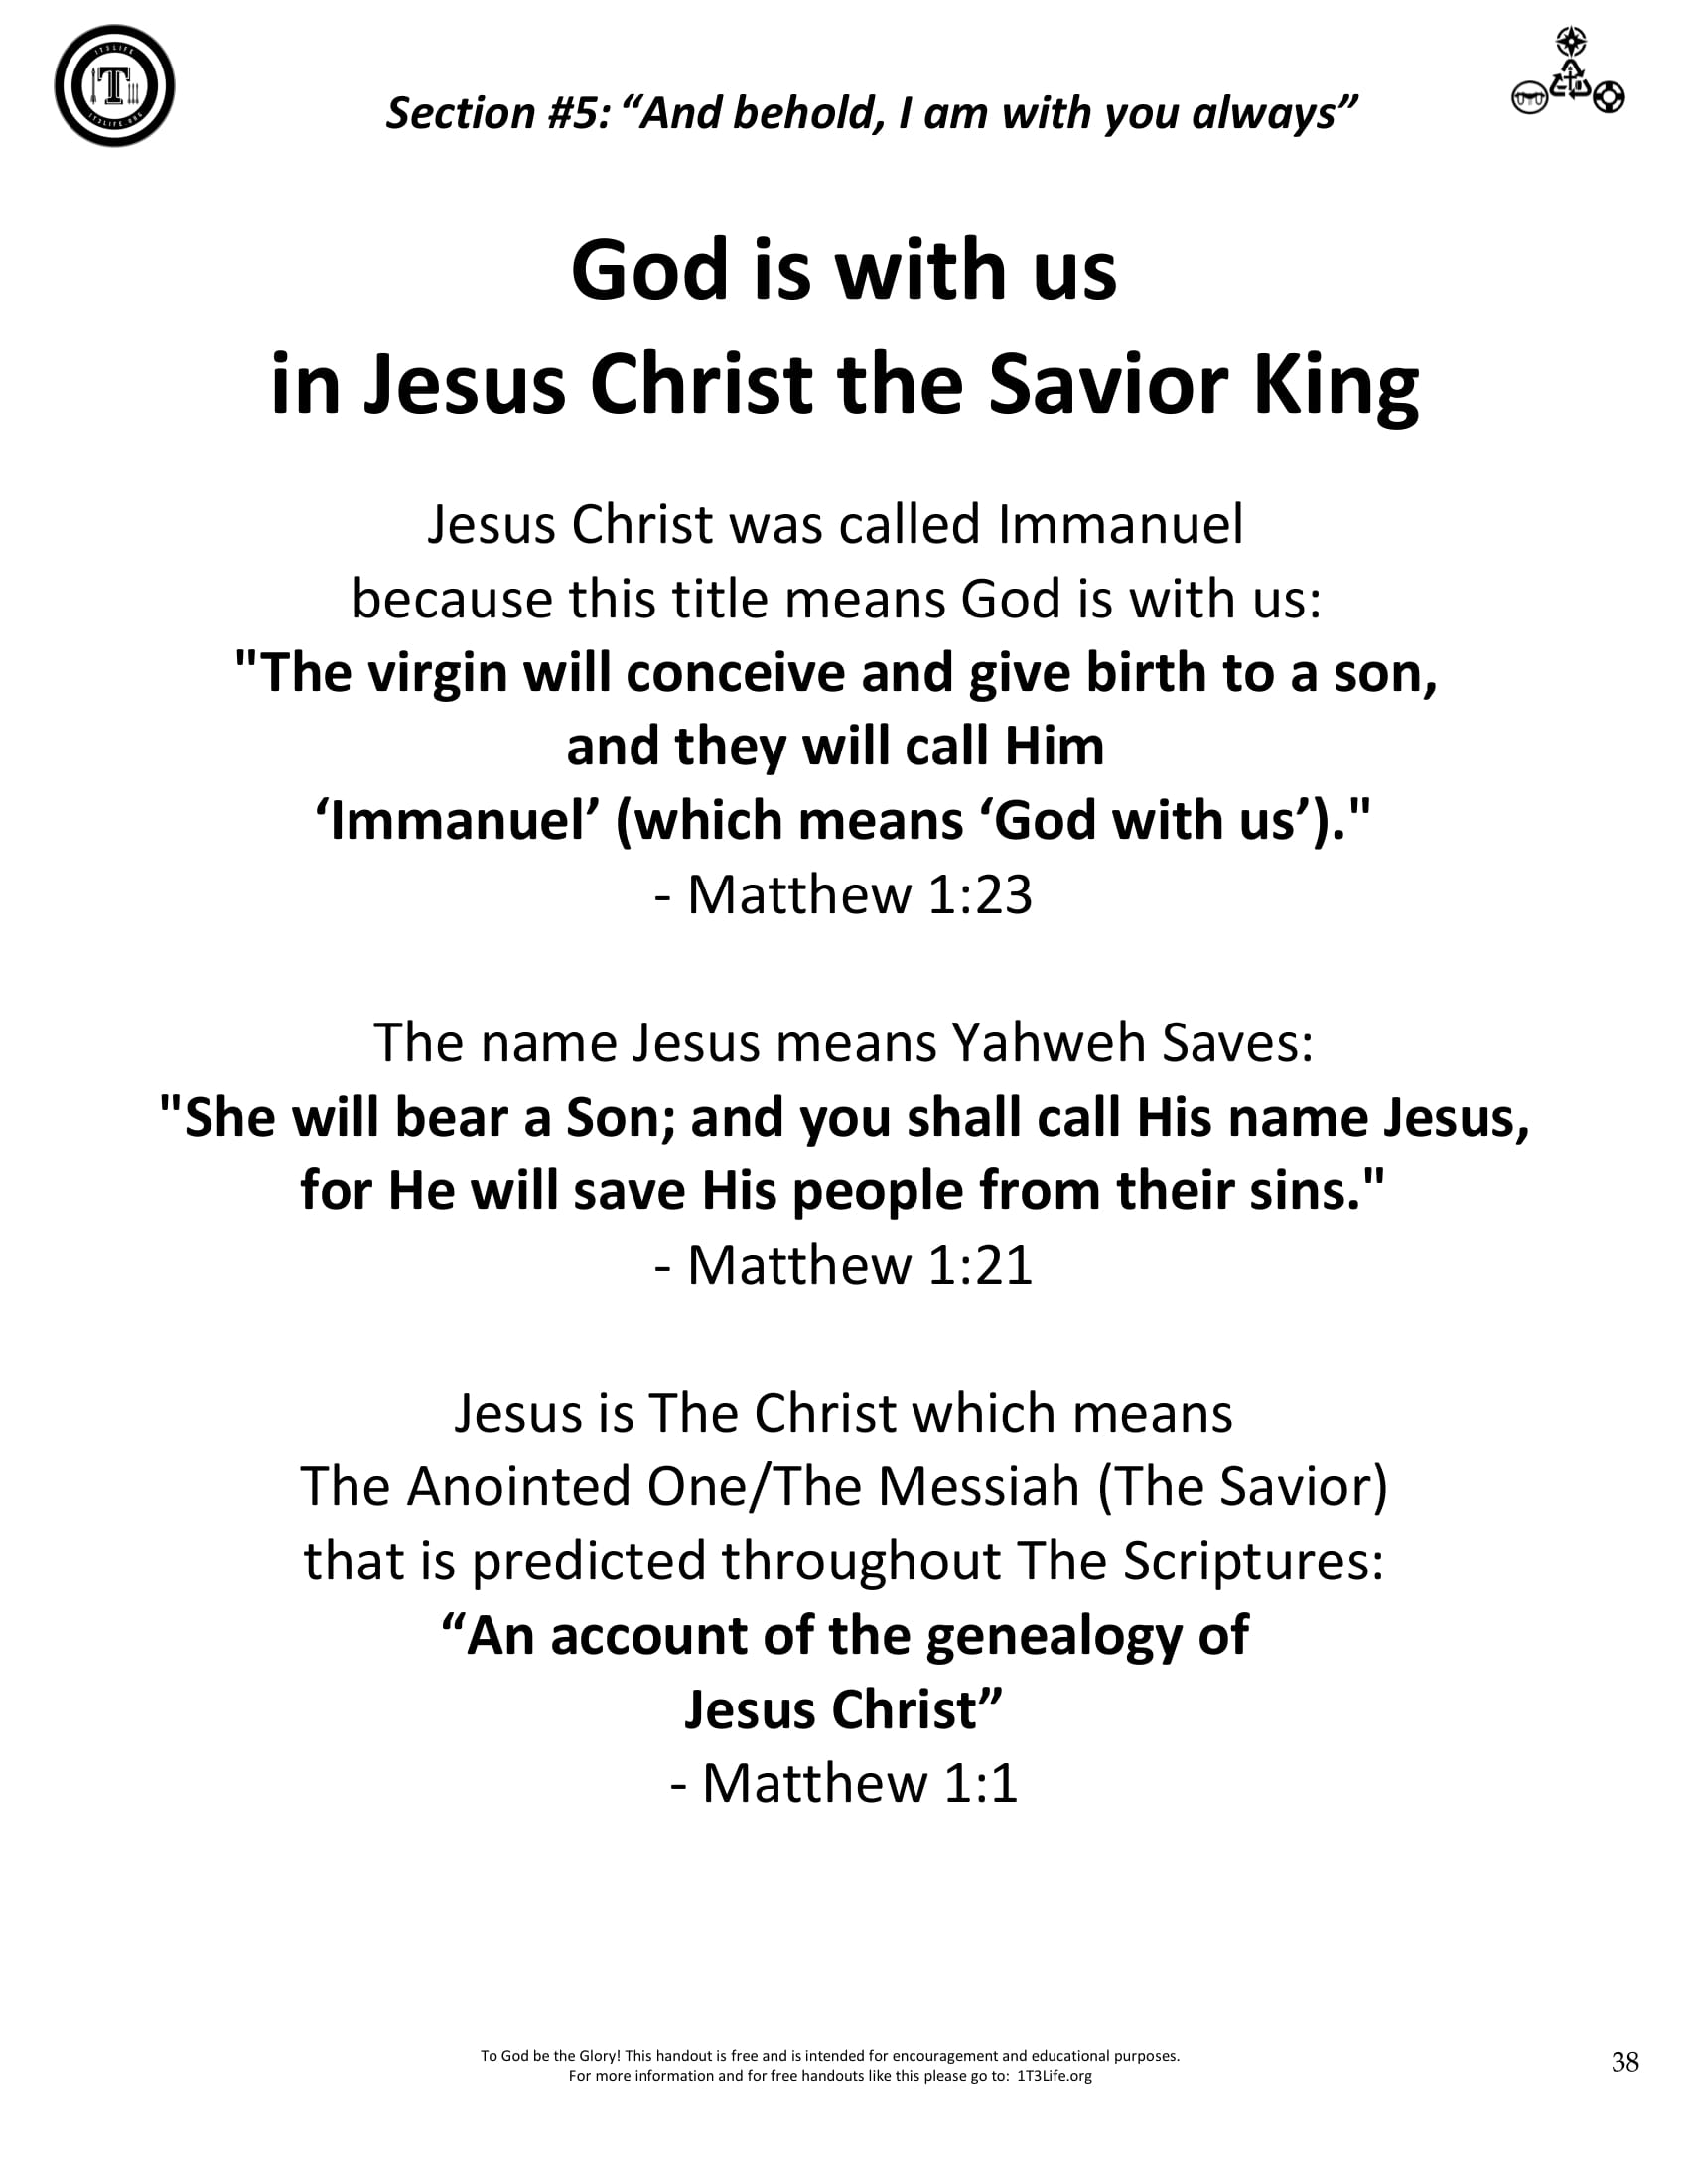 1T3LIFE
T
1T3LIFE.ORG
Section #5: “And behold, I am with you always”
God is with us
in Jesus Christ the Savior King
Jesus Christ was called Immanuel
because this title means God is with us:
"The virgin will conceive and give birth to a son,
and they will call Him
‘Immanuel’ (which means ‘God with us’)."
- Matthew 1:23
The name Jesus means Yahweh Saves:
"She will bear a Son; and you shall call His name Jesus,
for He will save His people from their sins."
- Matthew 1:21
Jesus is The Christ which means
The Anointed One/The Messiah (The Savior)
that is predicted throughout The Scriptures:
“An account of the genealogy of
Jesus Christ”
- Matthew 1:1
To God be the Glory! This handout is free and is intended for encouragement and educational purposes.
For more information and for free handouts like this please go to:  1T3Life.org
38